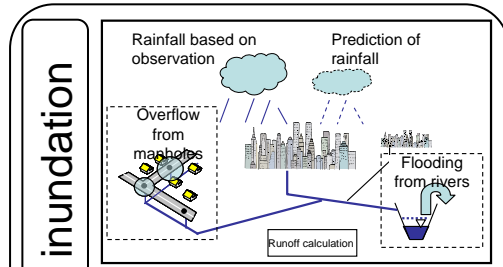 inundation
Rainfall based on
observation
Prediction of
rainfall
Overflow
from
manholes
Flooding
from rivers
Runoff calculation